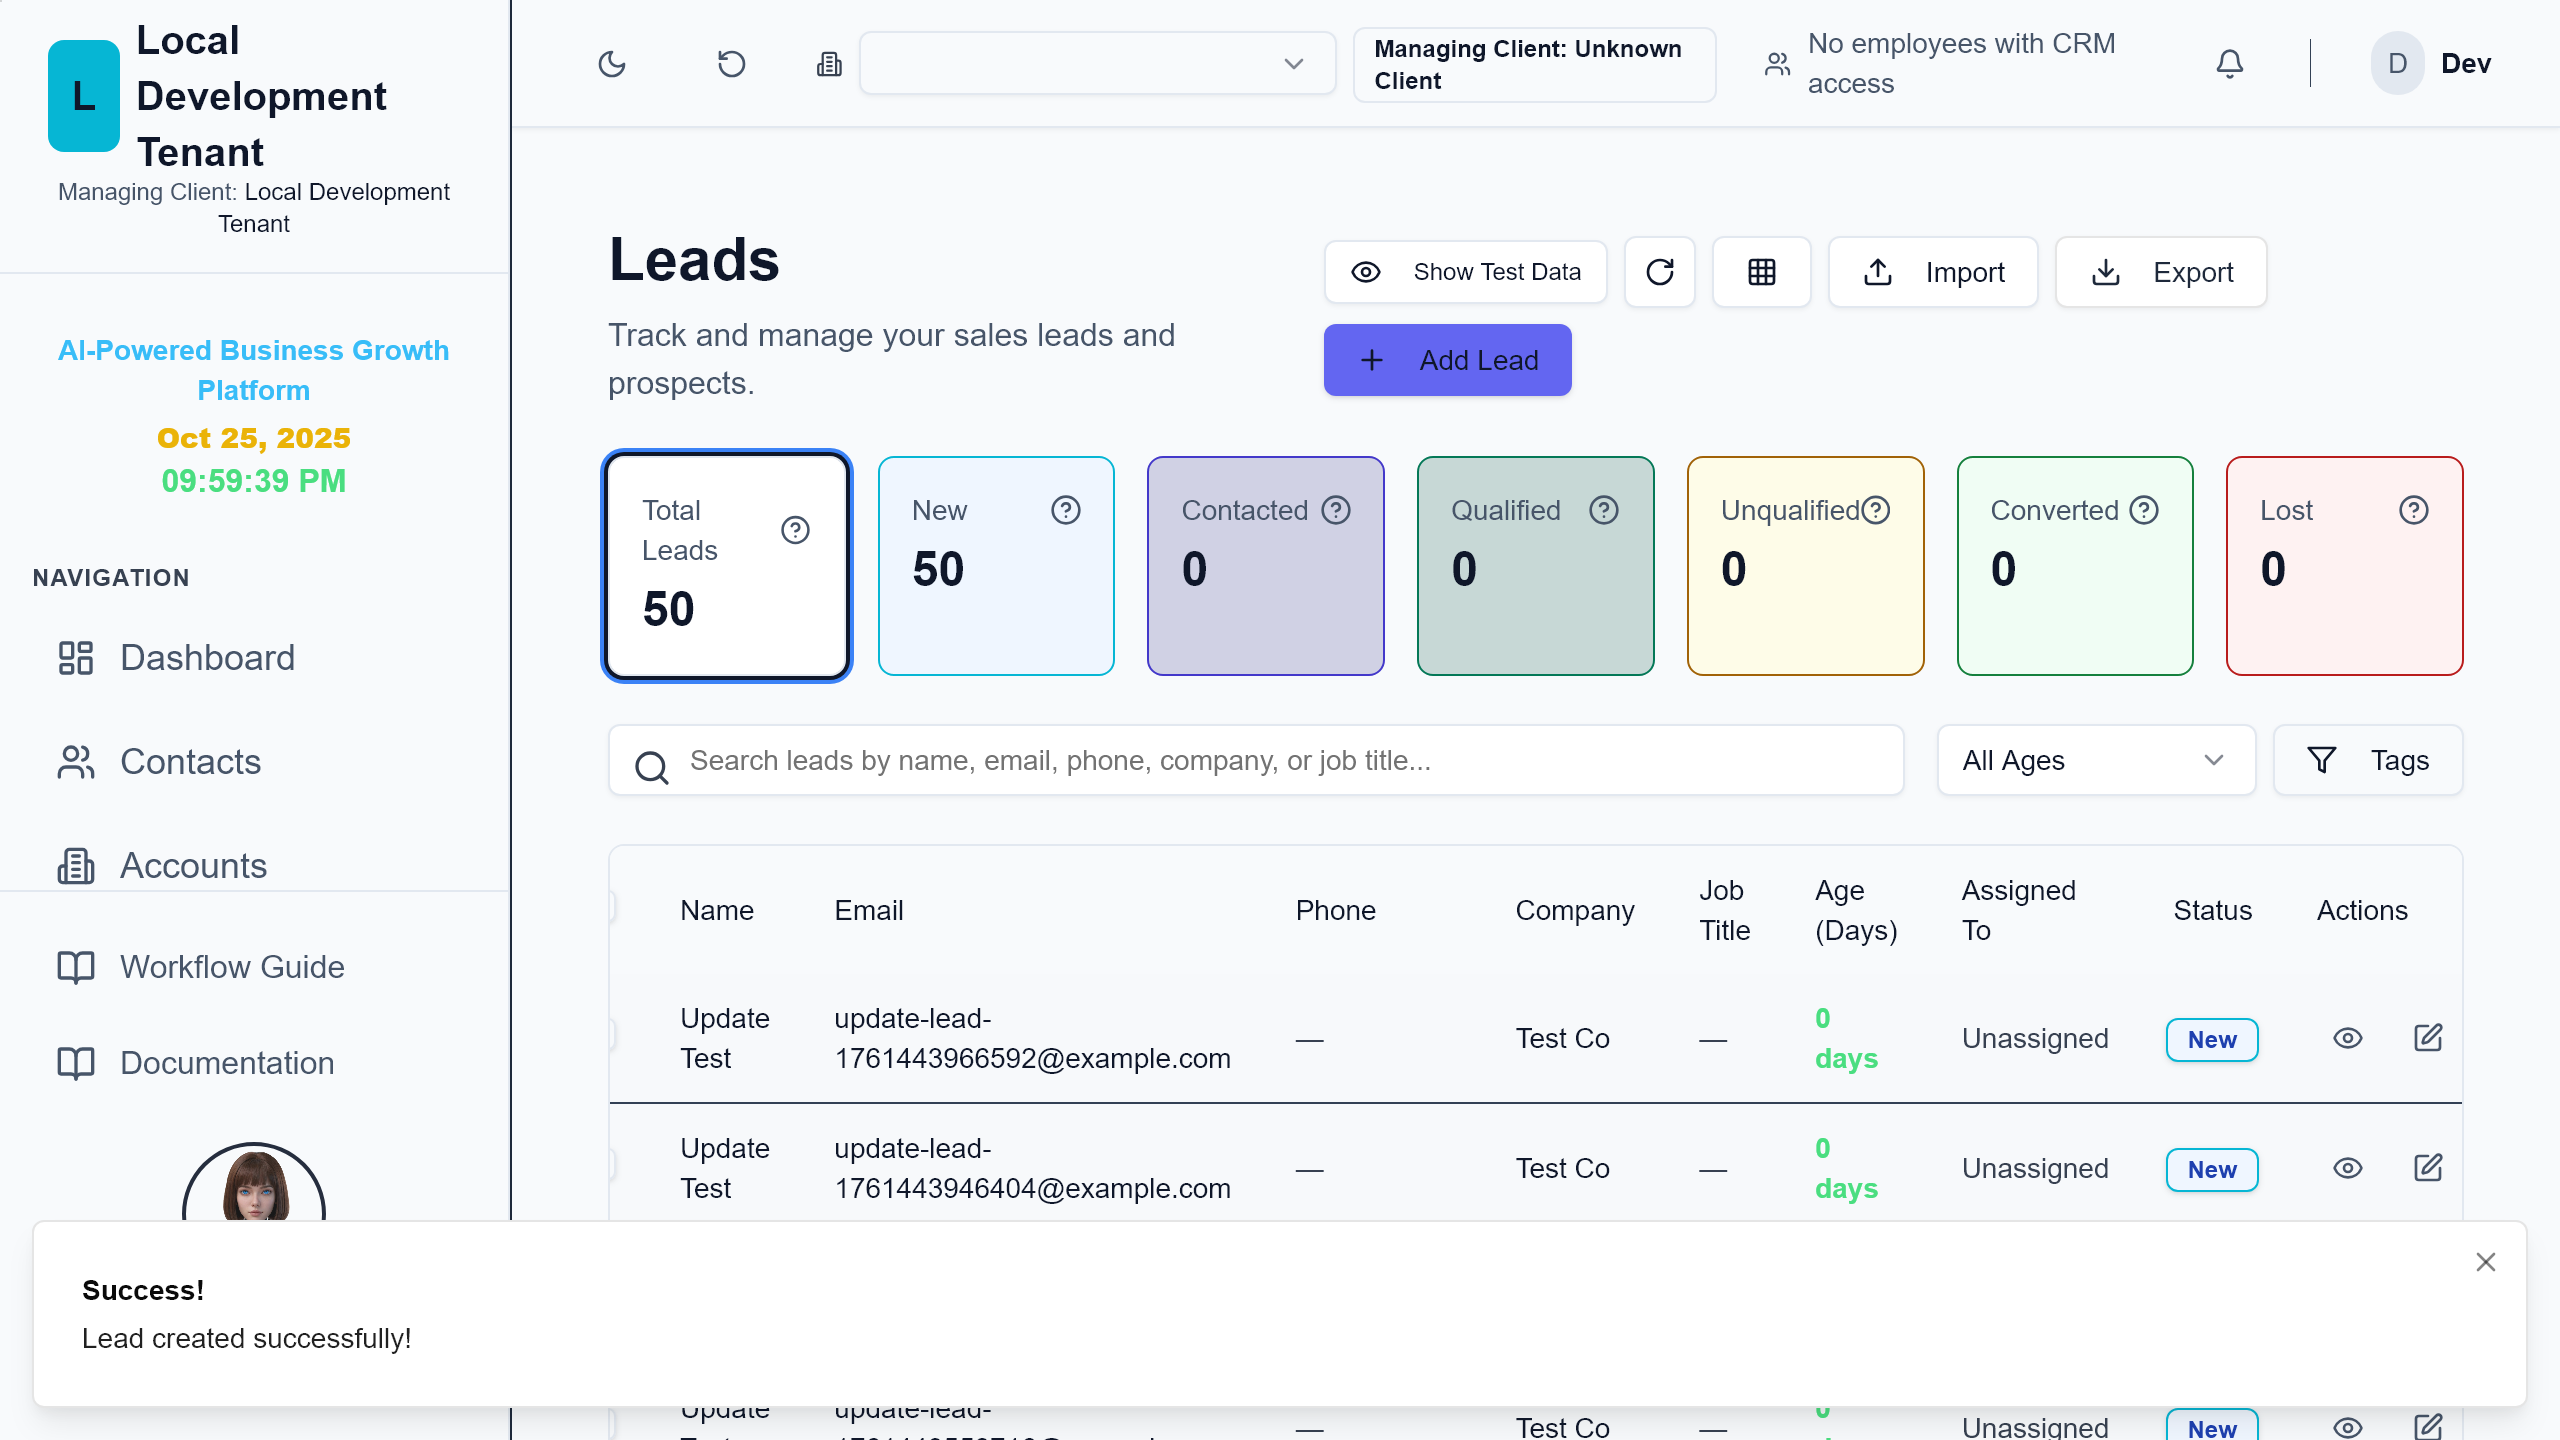 L
Local
Development
Tenant
Managing Client: Local Development
Tenant
AI-Powered Business Growth
Platform
Oct 25, 2025
09:59:39 PM
NAVIGATION
Dashboard
Contacts
Accounts
Workflow Guide
Documentation
Managing Client: Unknown
Client
No employees with CRM
access
D
Dev
Leads
Track and manage your sales leads and
prospects.
Show Test Data
Import
Export
Add Lead
Total
Leads
50
New
50
Contacted
0
Qualified
0
Unqualified
0
Converted
0
Lost
0
Search leads by name, email, phone, company, or job title...
All Ages
Tags
Name
Email
Phone
Company
Job
Title
Age
(Days)
Assigned
To
Status
Actions
Update
Test
update-lead-
1761443966592@example.com
—
Test Co
—
0
days
Unassigned
New
Update
Test
update-lead-
1761443946404@example.com
—
Test Co
—
0
days
Unassigned
New
Update
update-lead-
—
Test Co
—
0
Unassigned
New
Success!
Lead created successfully!